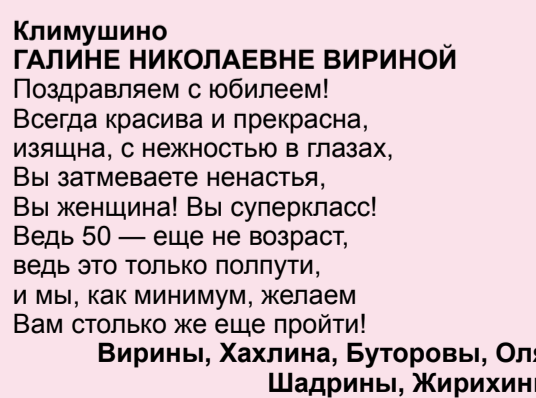 Климушино
ГАЛИНЕ НИКОЛАЕВНЕ ВИРИНОЙ
Поздравляем с юбилеем!
Всегда красива и прекрасна,
изящна, с нежностью в глазах,
Вы затмеваете ненастья,
Вы женщина! Вы суперкласс!
Ведь 50 — еще не возраст,
ведь это только полпути,
и мы, как минимум, желаем
Вам столько же еще пройти!
Вирины, Хахлина, Буторовы,
Шадрины,